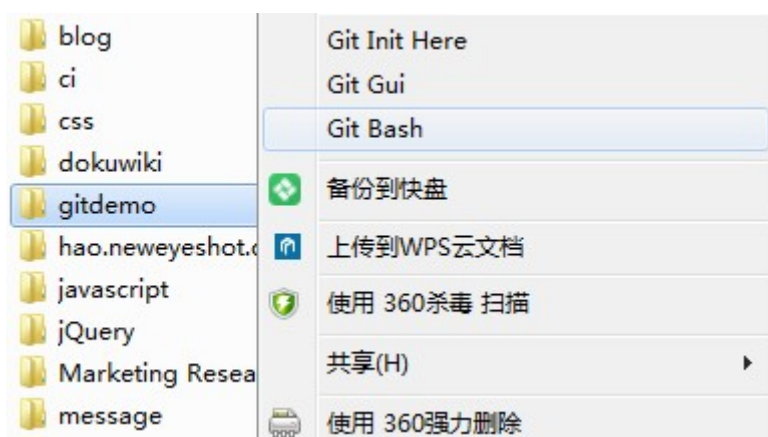 blog
ci
css
dokuwiki
gitdemo
hao.neweyeshot.
javascript
jQuery
Marketing Resea
message
Git Init Here
Git Gui
Git Bash
备份到快盘
上传到WPS云文档
使用 360杀毒 扫描
共享(H)
使用 360强力删除